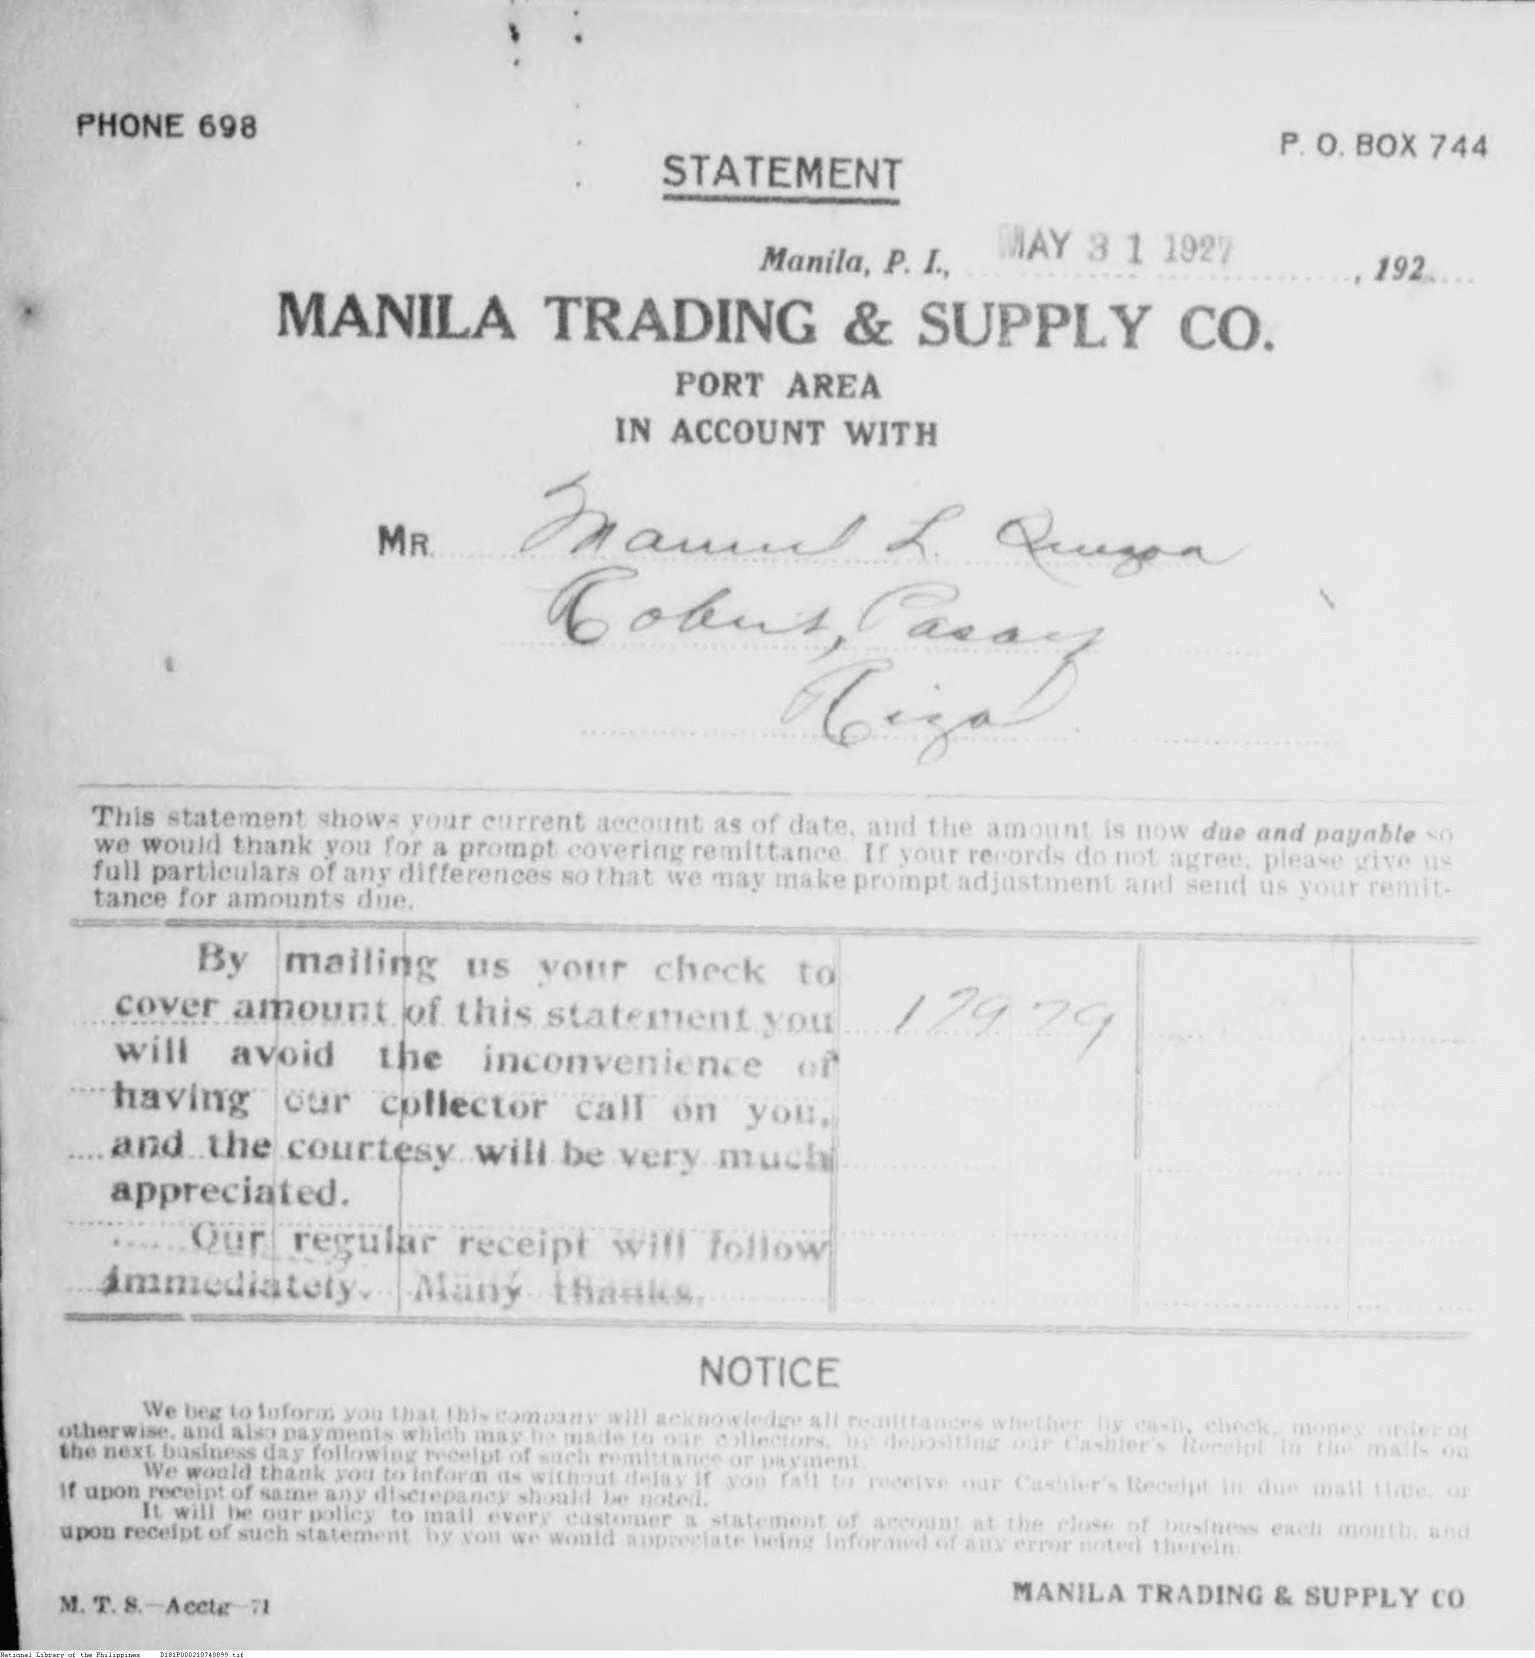 PHONE 698
P. O. BOX 744
STATEMENT
Manila, P. I., MAY 31 1927, 192
MANILA TRADING & SUPPLY CO.
PORT AREA
IN ACCOUNT WITH
MR. Manuel L. Quezon
Roberts, Pasay
Rizal
This statement shows your current account as of date, and the amount is now due and payable so
we would thank you for a prompt covering remittance. If your records do not agree, please give us
full particulars of any differences so that we may make prompt adjustment and send us your remit-
tance for amounts due.
By mailing us your check to
cover amount of this statement you 179 79
will avoid the inconvenience of
having our collector call on you,
and the courtesy will be very much
appreciated.
Our regular receipt will follow
immediately. Many thanks.
NOTICE
We beg to inform you that this company will acknowledge all remittances whether by cash, check, money order or
otherwise, and also payments which may be made to our collectors, by depositing our Cashier's Receipt in the mails on
the next business day following receipt of such remittance or payment.
We would thank you to inform us without delay if you fail to receive our Cashier's Receipt in due mail time, or
if upon receipt of same any discrepancy should be noted.
It will be our policy to mail every customer a statement of account at the close of business each month, and
upon receipt of such statement by you we would appreciate being informed of any error noted therein.
M. T. S.—Acctg—71
MANILA TRADING & SUPPLY CO
National Library of the Philippines D181P000210740099.tif